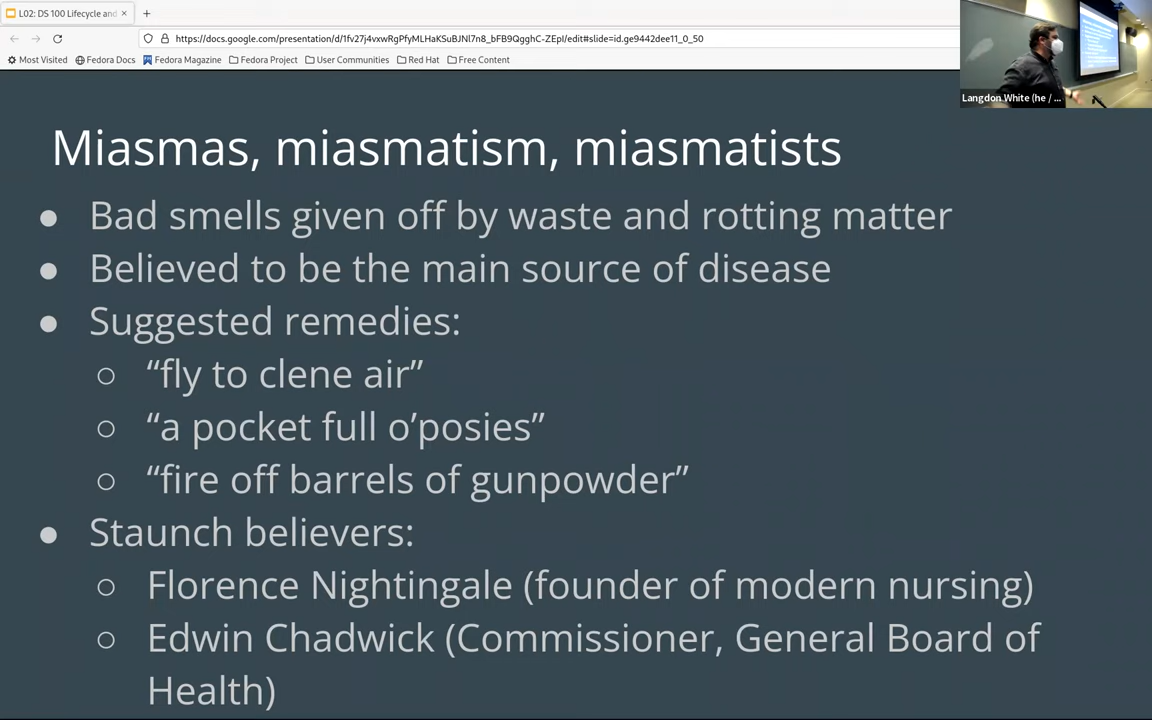 L02: DS 100 Lifecycle and
https://docs.google.com/presentation/d/1fv27j4vxwRgPfyMLHaKSuBJNl7n8_bFB9QgghC-ZEpI/edit#slide=id.ge9442dee11_0_50
Most Visited Fedora Docs Fedora Magazine Fedora Project User Communities Red Hat Free Content
Langdon White (he / ...
Miasmas, miasmatism, miasmatists
● Bad smells given off by waste and rotting matter
● Believed to be the main source of disease
● Suggested remedies:
○ “fly to clene air”
○ “a pocket full o’posies”
○ “fire off barrels of gunpowder”
● Staunch believers:
○ Florence Nightingale (founder of modern nursing)
○ Edwin Chadwick (Commissioner, General Board of
Health)